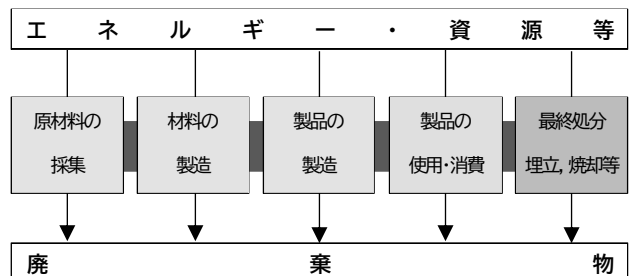 エネルギー・資源等
原材料の
採集
材料の
製造
製品の
製造
製品の
使用・消費
最終処分
埋立,焼却等
廃棄物